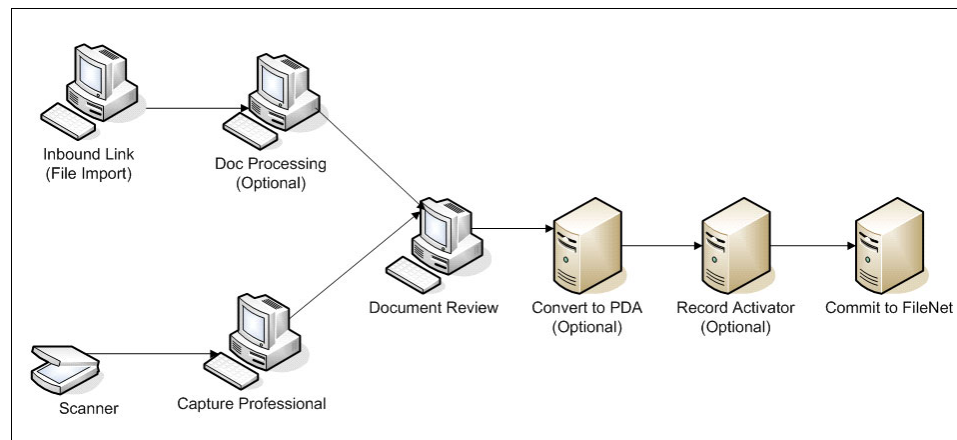 Inbound Link
(File Import)
Doc Processing
(Optional)
Document Review
Convert to PDA
(Optional)
Record Activator
(Optional)
Commit to FileNet
Scanner
Capture Professional